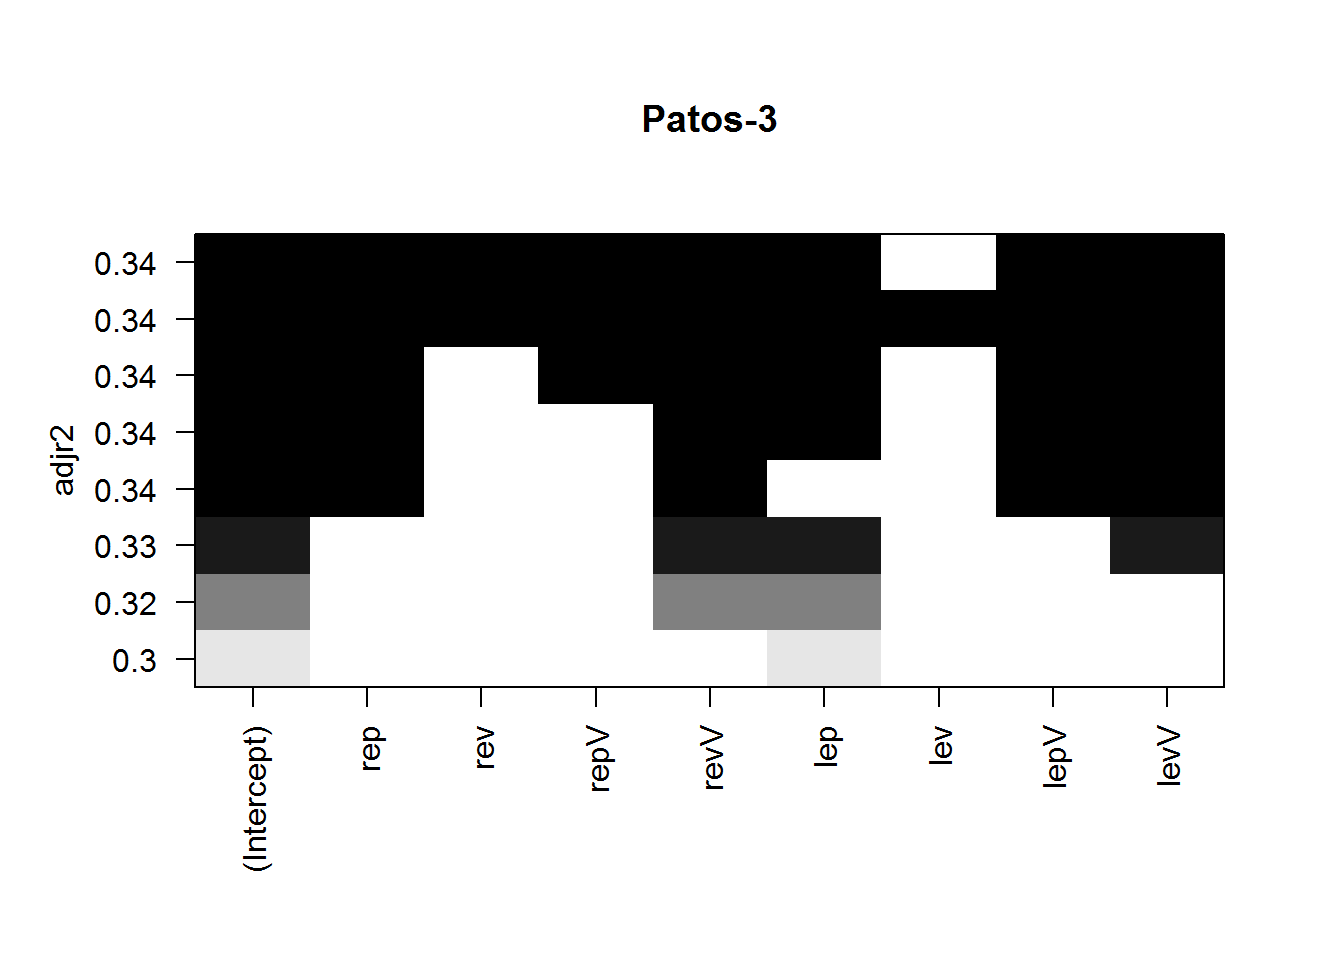 Patos-3
adjr2
0.34
0.34
0.34
0.34
0.34
0.33
0.32
0.3
(Intercept)
rep
rev
repV
revV
lep
lev
lepV
levV